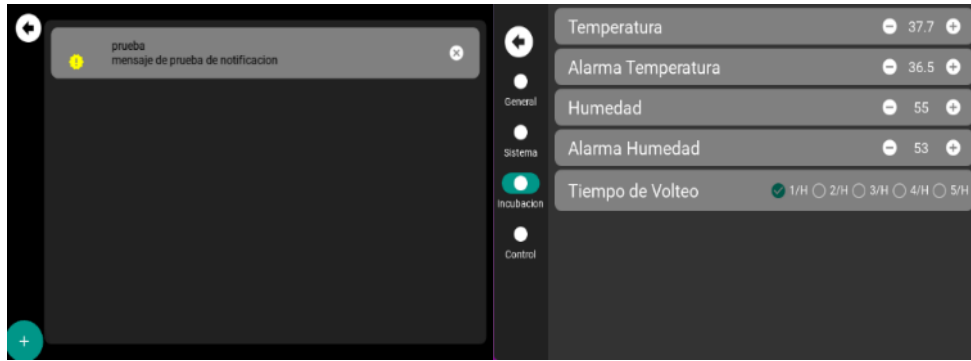 prueba
mensaje de prueba de notificacion
General
Sistema
Incubacion
Control
Temperatura 37.7
Alarma Temperatura 36.5
Humedad 55
Alarma Humedad 53
Tiempo de Volteo 1/H 2/H 3/H 4/H 5/H